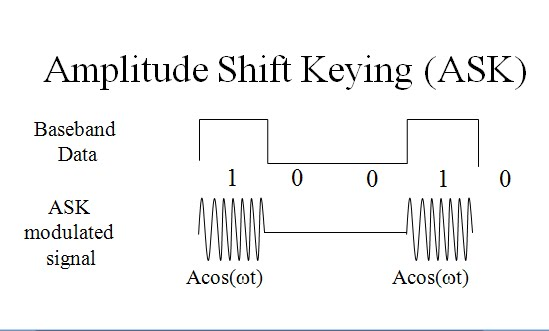 Amplitude Shift Keying (ASK)
Baseband
Data
1 0 0 1 0
ASK
modulated
signal
Acos(ωt) Acos(ωt)